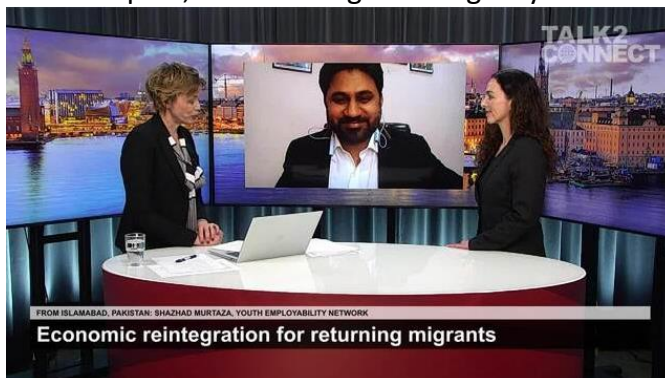 TALK2
CONNECT
FROM ISLAMABAD, PAKISTAN: SHAZHAD MURTAZA, YOUTH EMPLOYABILITY NETWORK
Economic reintegration for returning migrants